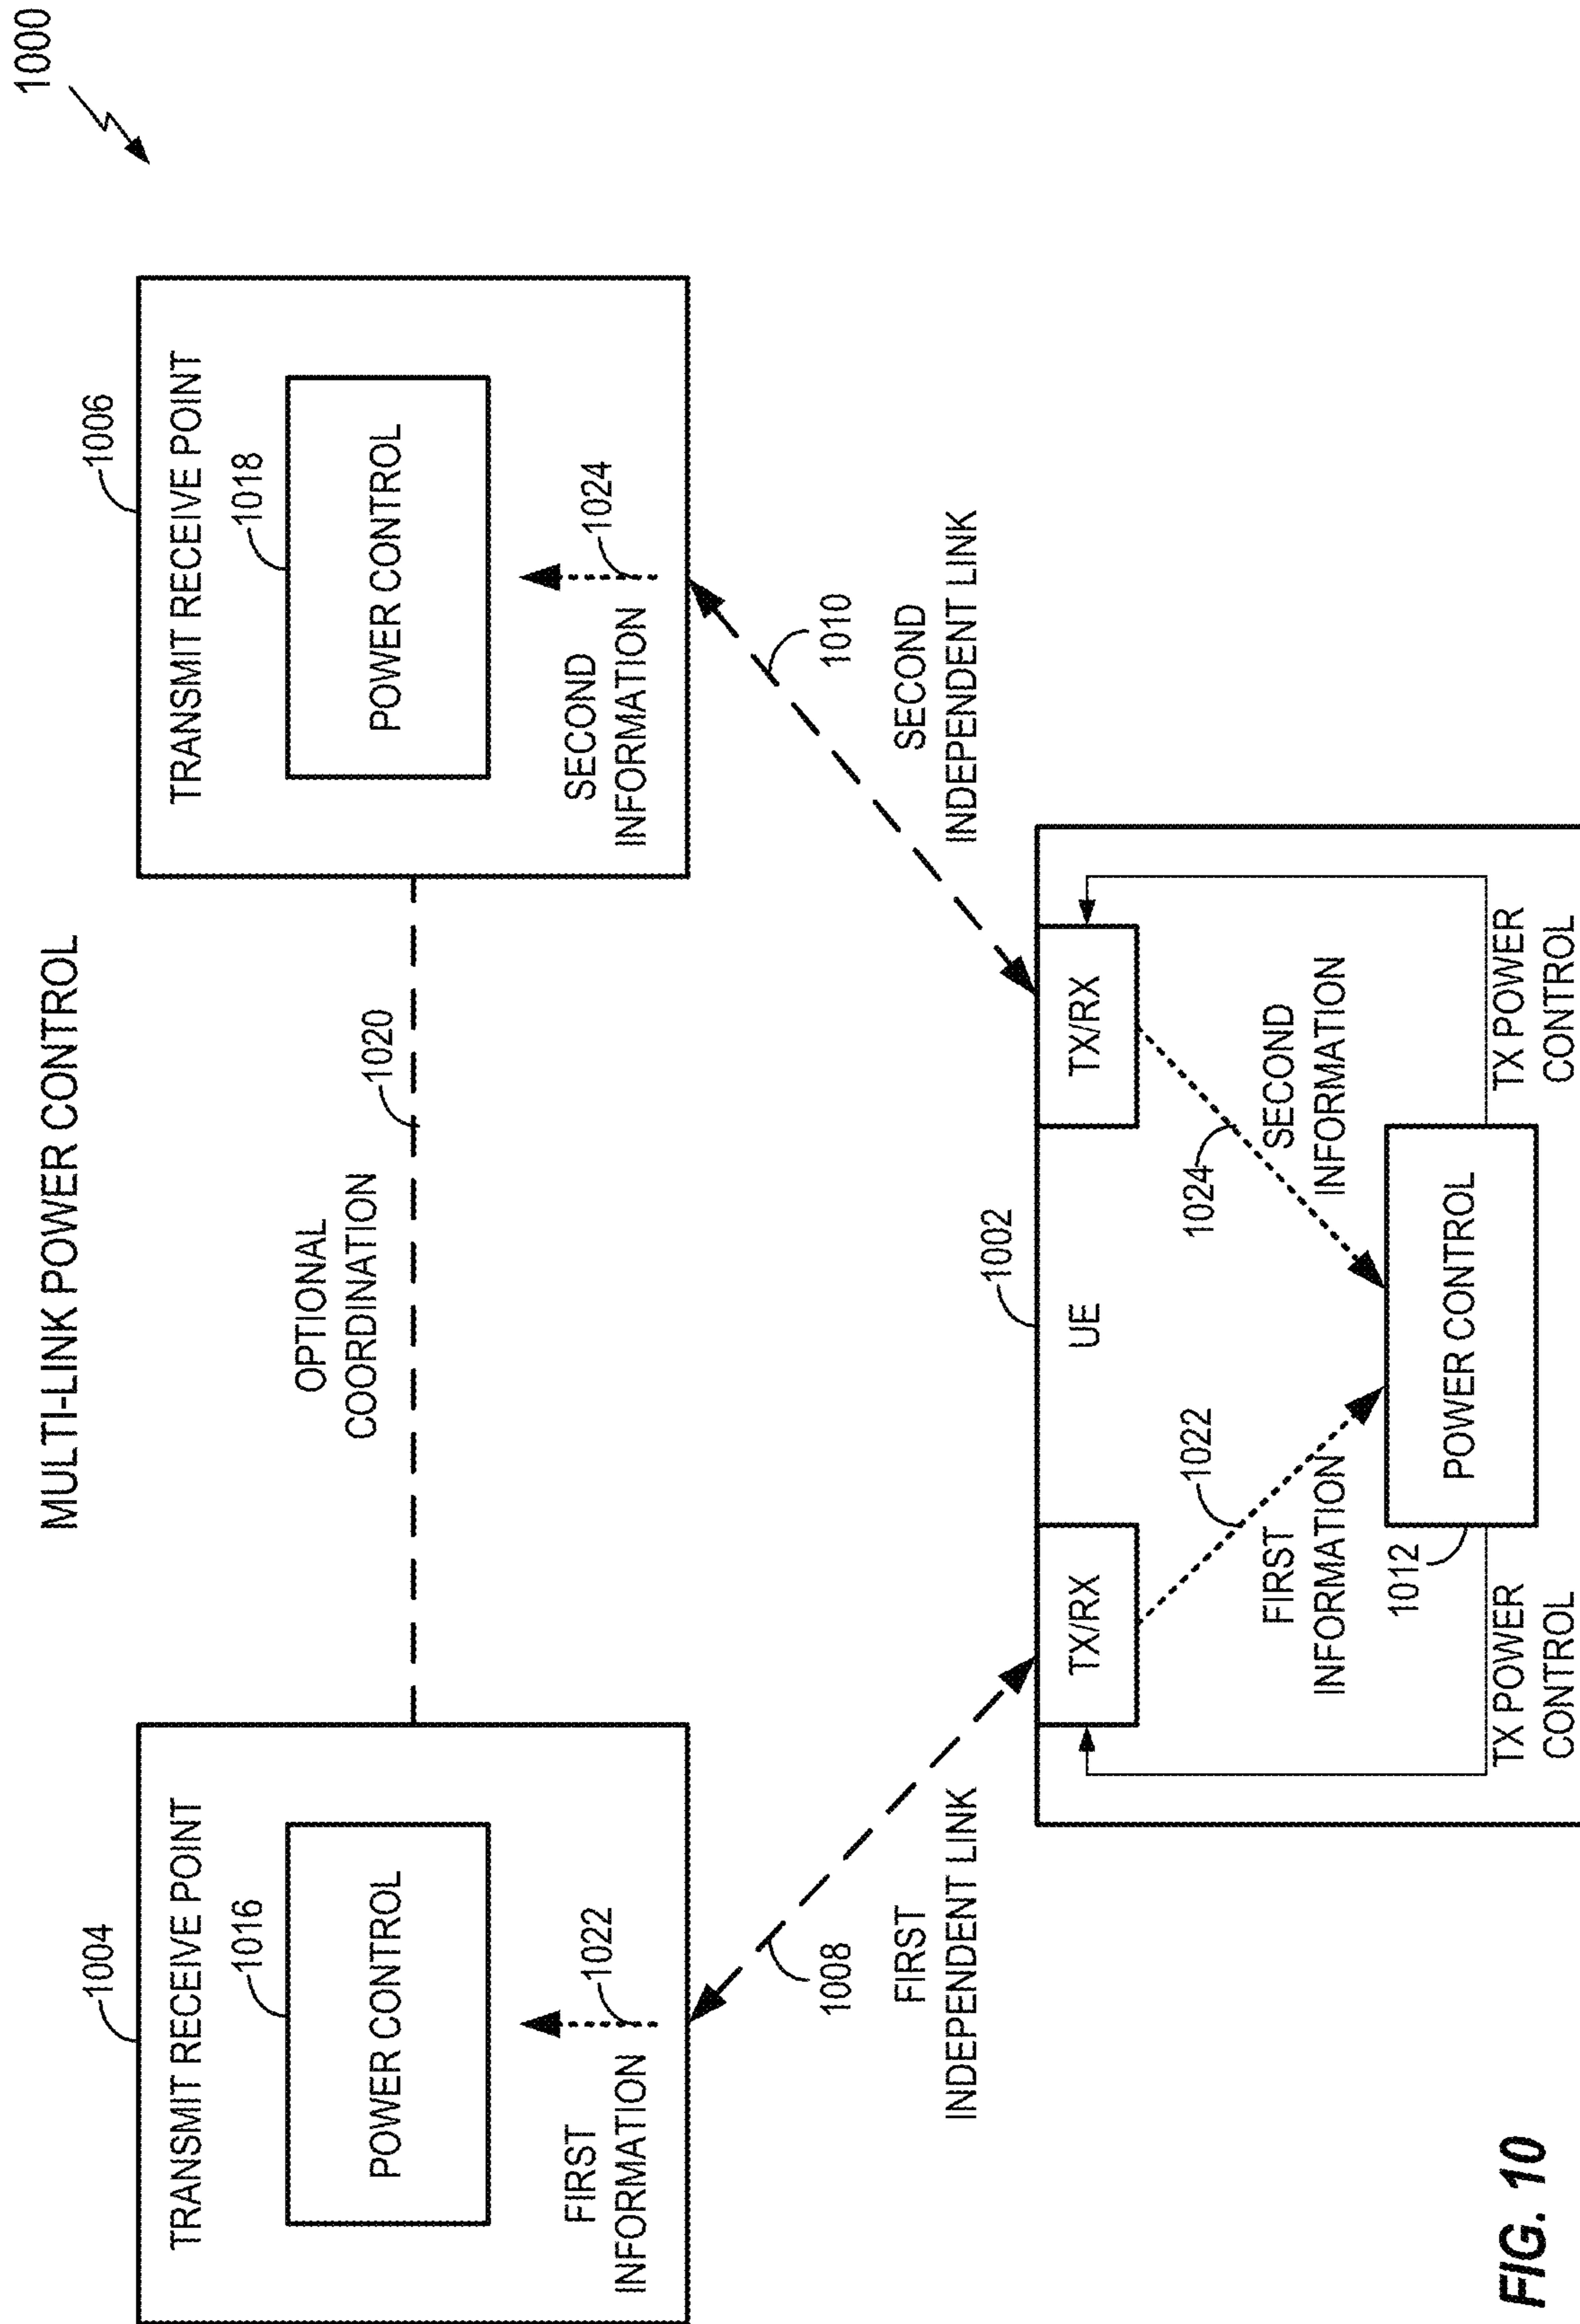 MULTI-LINK POWER CONTROL
1000
1004
TRANSMIT RECEIVE POINT
1016
POWER CONTROL
FIRST
INFORMATION
1022
OPTIONAL
COORDINATION
1020
1006
TRANSMIT RECEIVE POINT
1018
POWER CONTROL
SECOND
INFORMATION
1024
1008
FIRST
INDEPENDENT LINK
1010
SECOND
INDEPENDENT LINK
1002
TX/RX
UE
TX/RX
1022
FIRST
INFORMATION
1024
SECOND
INFORMATION
1012
POWER CONTROL
TX POWER
CONTROL
TX POWER
CONTROL
FIG. 10